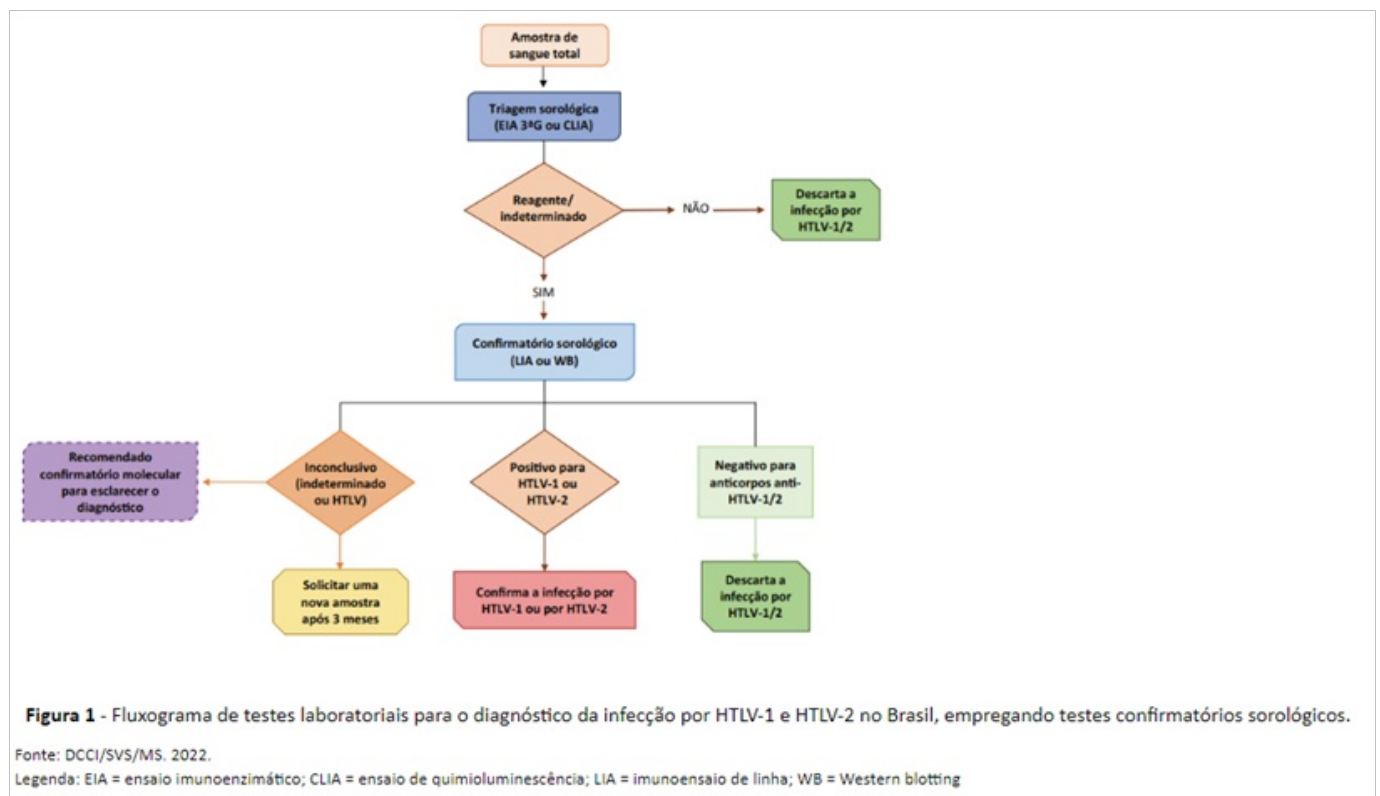 Amostra de
sangue total
Triagem sorológica
(EIA 3ªG ou CLIA)
Reagente/
indeterminado
NÃO
Descarta a
infecção por
HTLV-1/2
SIM
Confirmatório sorológico
(LIA ou WB)
Recomendado
confirmatório molecular
para esclarecer o
diagnóstico
Inconclusivo
(indeterminado
ou HTLV)
Positivo para
HTLV-1 ou
HTLV-2
Negativo para
anticorpos anti-
HTLV-1/2
Solicitar uma
nova amostra
após 3 meses
Confirma a infecção por
HTLV-1 ou por HTLV-2
Descarta a
infecção por
HTLV-1/2
Figura 1 - Fluxograma de testes laboratoriais para o diagnóstico da infecção por HTLV-1 e HTLV-2 no Brasil, empregando testes confirmatórios sorológicos.
Fonte: DCCI/SVS/MS. 2022.
Legenda: EIA = ensaio imunoenzimático; CLIA = ensaio de quimioluminescência; LIA = imunoensaio de linha; WB = Western blotting